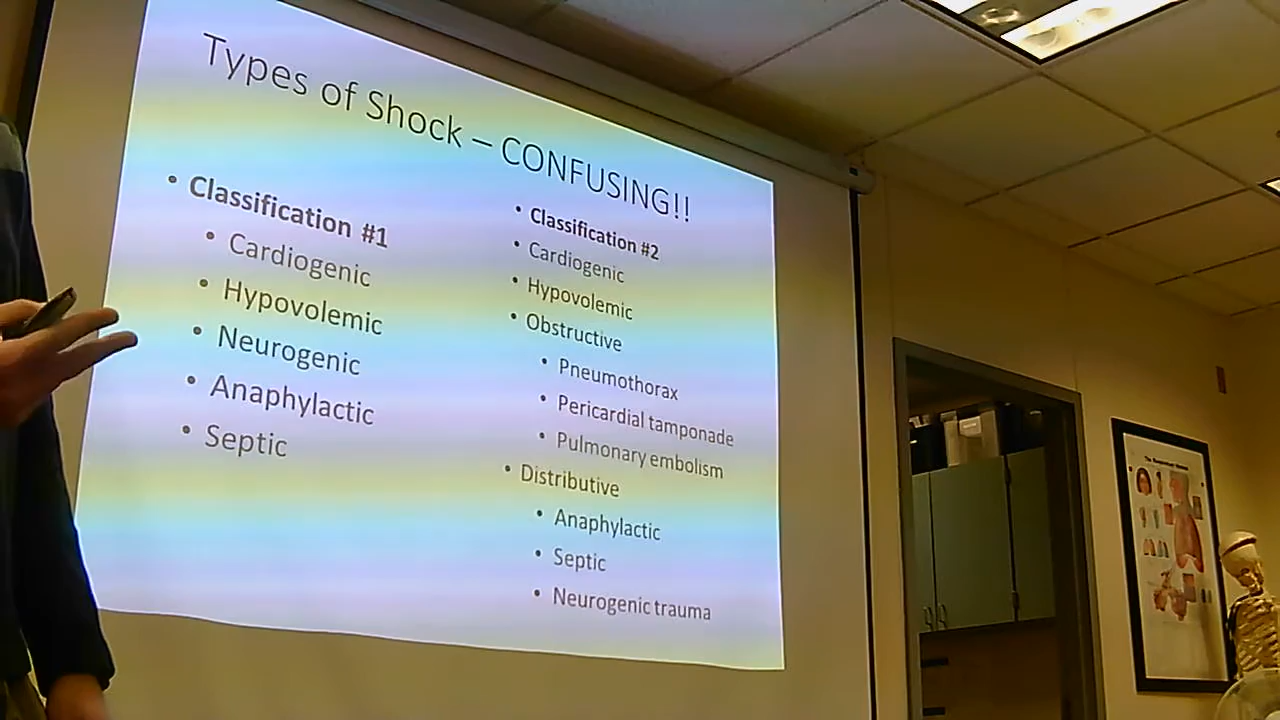 Types of Shock – CONFUSING!!
• Classification #1
• Cardiogenic
• Hypovolemic
• Neurogenic
• Anaphylactic
• Septic
• Classification #2
• Cardiogenic
• Hypovolemic
• Obstructive
• Pneumothorax
• Pericardial tamponade
• Pulmonary embolism
• Distributive
• Anaphylactic
• Septic
• Neurogenic trauma